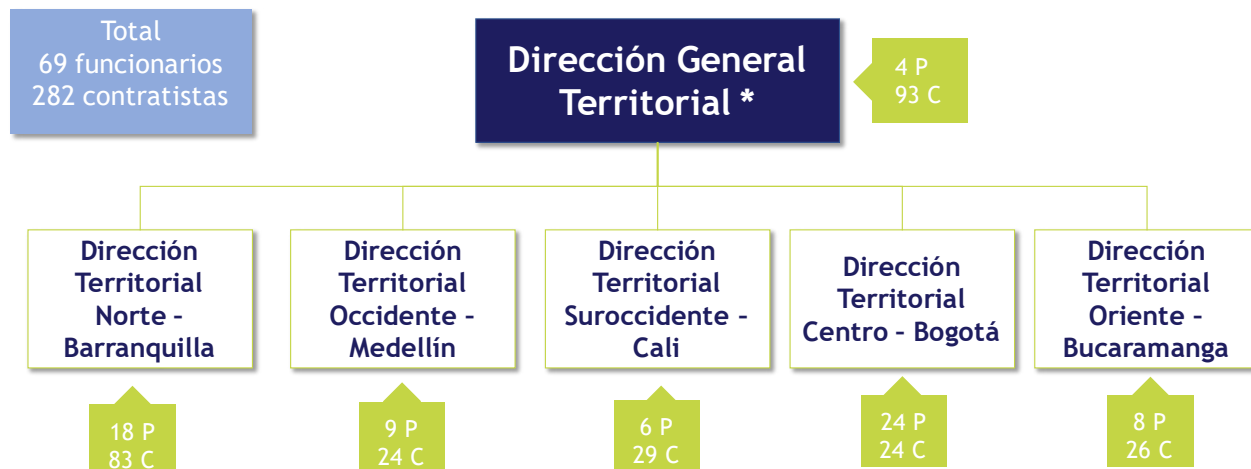 Total
69 funcionarios
282 contratistas
Dirección General
Territorial *
4 P
93 C
Dirección
Territorial
Norte –
Barranquilla
Dirección
Territorial
Occidente –
Medellín
Dirección
Territorial
Suroccidente –
Cali
Dirección
Territorial
Centro - Bogotá
Dirección
Territorial
Oriente –
Bucaramanga
18 P
83 C
9 P
24 C
6 P
29 C
24 P
24 C
8 P
26 C